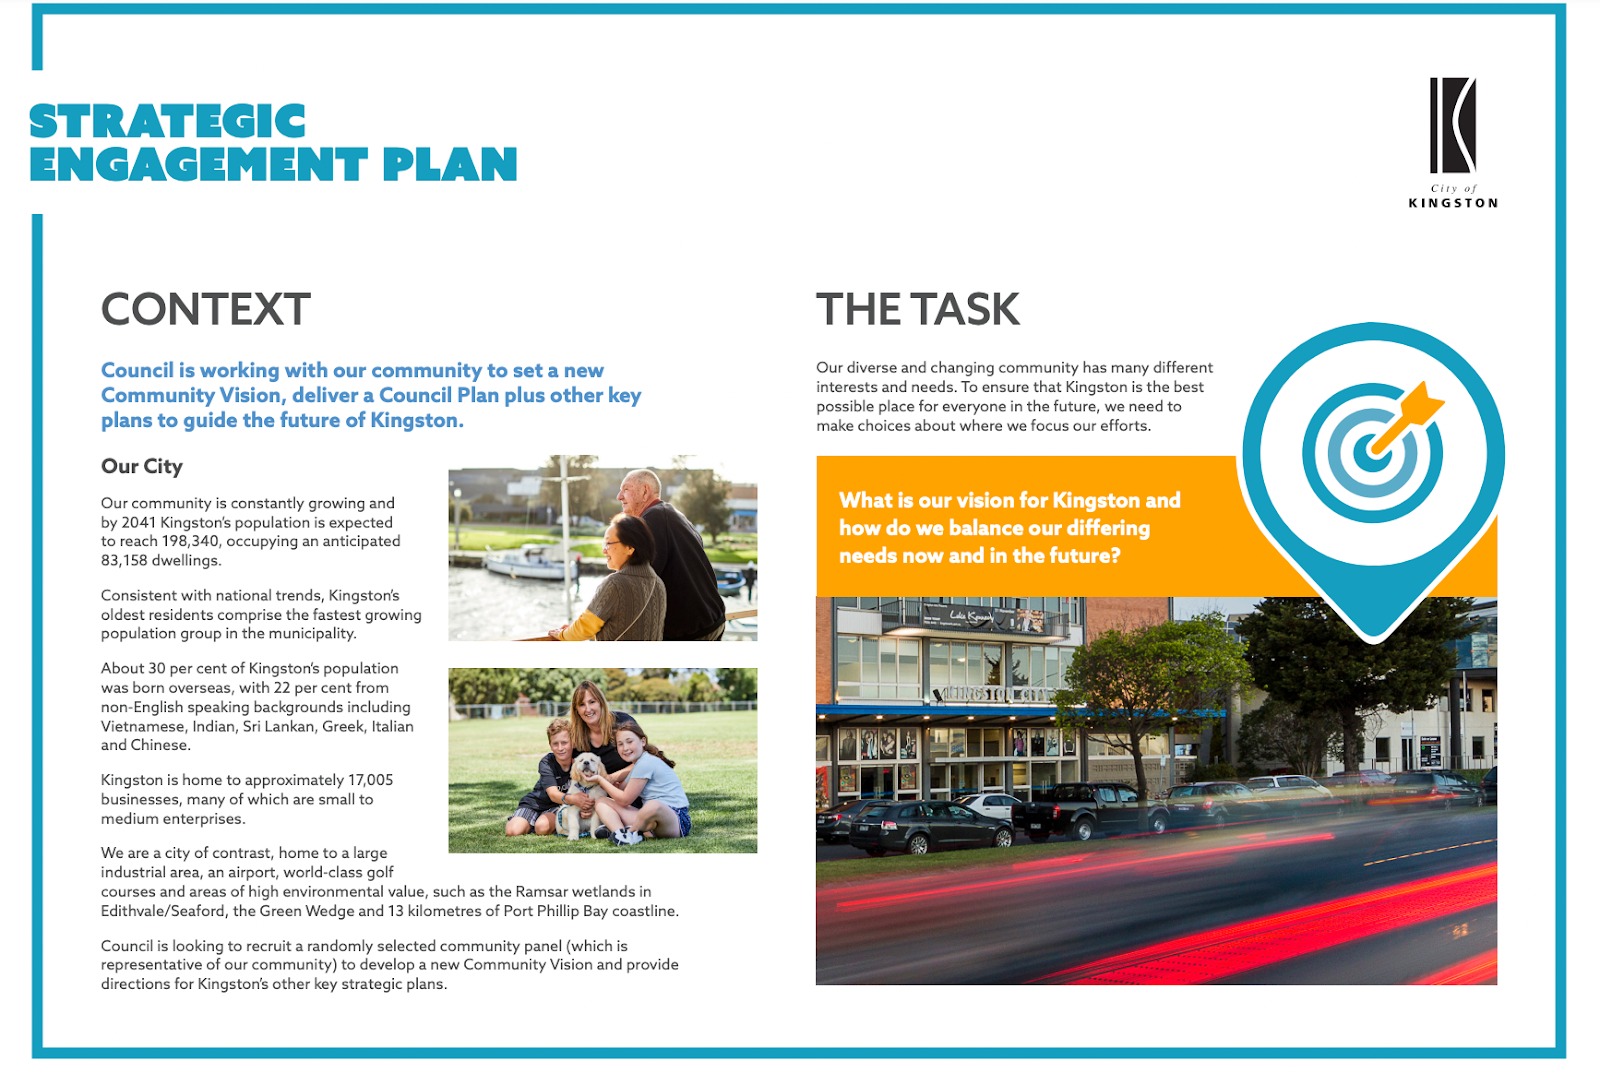 STRATEGIC
ENGAGEMENT PLAN
City of
KINGSTON
CONTEXT
Council is working with our community to set a new
Community Vision, deliver a Council Plan plus other key
plans to guide the future of Kingston.
Our City
Our community is constantly growing and
by 2041 Kingston's population is expected
to reach 198,340, occupying an anticipated
83,158 dwellings.
Consistent with national trends, Kingston's
oldest residents comprise the fastest growing
population group in the municipality.
About 30 per cent of Kingston's population
was born overseas, with 22 per cent from
non-English speaking backgrounds including
Vietnamese, Indian, Sri Lankan, Greek, Italian
and Chinese.
Kingston is home to approximately 17,005
businesses, many of which are small to
medium enterprises.
We are a city of contrast, home to a large
industrial area, an airport, world-class golf
courses and areas of high environmental value, such as the Ramsar wetlands in
Edithvale/Seaford, the Green Wedge and 13 kilometres of Port Phillip Bay coastline.
Council is looking to recruit a randomly selected community panel (which is
representative of our community) to develop a new Community Vision and provide
directions for Kingston's other key strategic plans.
THE TASK
Our diverse and changing community has many different
interests and needs. To ensure that Kingston is the best
possible place for everyone in the future, we need to
make choices about where we focus our efforts.
What is our vision for Kingston and
how do we balance our differing
needs now and in the future?
KINGSTON CITY